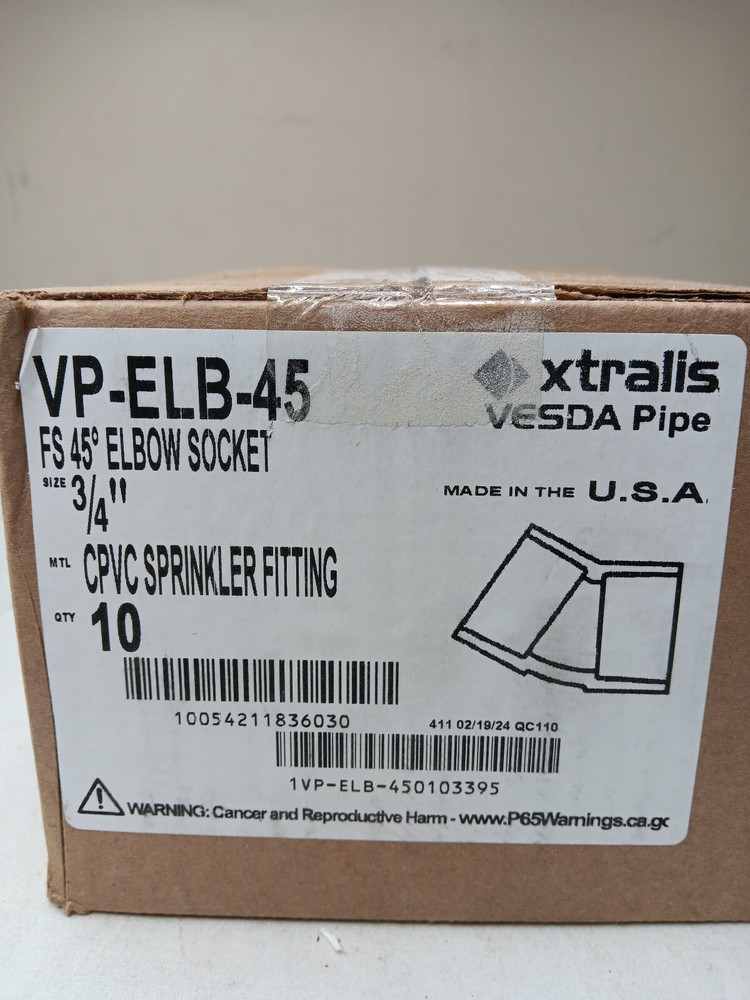 VP-ELB-45
xtralis
VESDA Pipe
FS 45° ELBOW SOCKET
SIZE 3/4"
MADE IN THE U.S.A.
MTL CPVC SPRINKLER FITTING
QTY 10
10054211836030
411 02/19/24 QC110
1VP-ELB-450103395
WARNING: Cancer and Reproductive Harm - www.P65Warnings.ca.gc